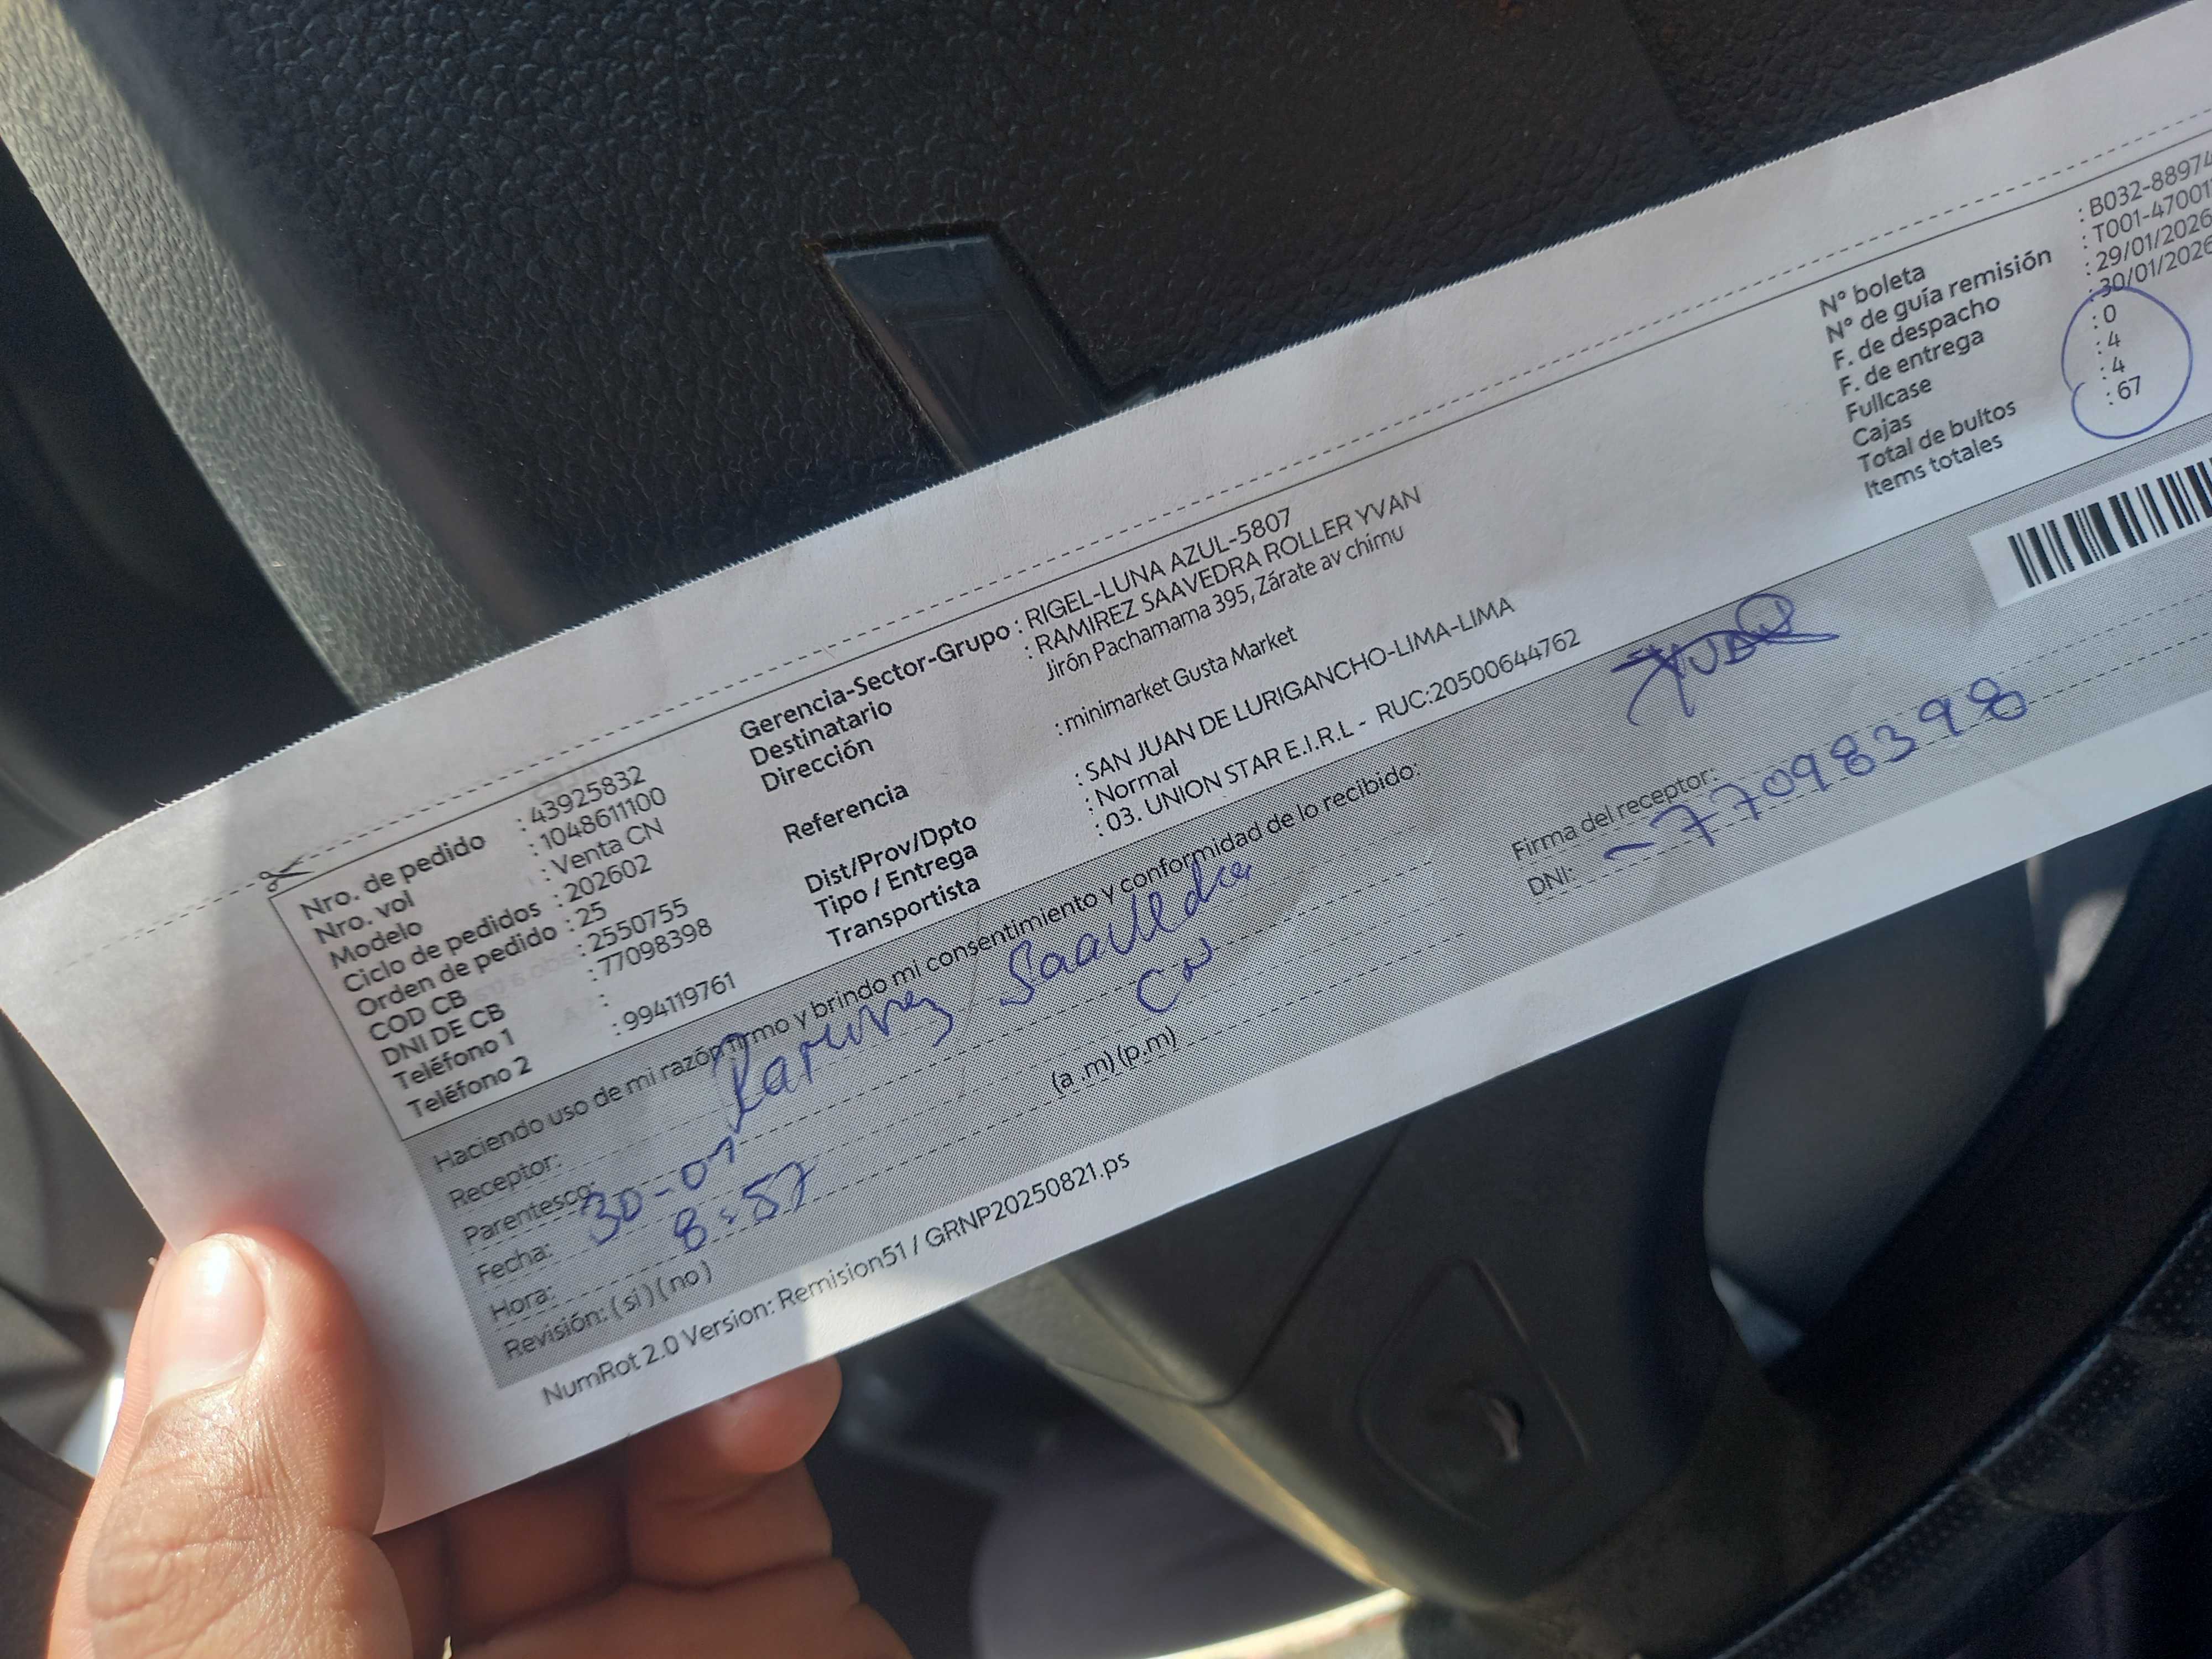 Nro. de pedido : 43925832
Nro. vol : 1048611100
Modelo : Venta CN
Ciclo de pedidos : 202602
Orden de pedido : 25
COD CB : 2550755
DNI DE CB : 77098398
Teléfono 1 :
Teléfono 2 : 994119761
Gerencia-Sector-Grupo : RIGEL-LUNA AZUL-5807
Destinatario : RAMIREZ SAAVEDRA ROLLER YVAN
Dirección Jirón Pachamama 395, Zárate av chimu
Referencia : minimarket Gusta Market
Dist/Prov/Dpto : SAN JUAN DE LURIGANCHO-LIMA-LIMA
Tipo / Entrega : Normal
Transportista : 03. UNION STAR E.I.R.L - RUC:20500644762
N° boleta : B032-88974
N° de guía remisión : T001-47001
F. de despacho : 29/01/2026
F. de entrega : 30/01/2026
Fullcase : 0
Cajas : 4
Total de bultos : 4
Items totales : 67
Haciendo uso de mi razón firmo y brindo mi consentimiento y conformidad de lo recibido:
Receptor: Ramirez Saavedra
Parentesco: CN
Fecha: 30-01
Hora: 8:57 (a .m) (p.m)
Revisión: ( si ) ( no )
Firma del receptor:
DNI: - 77098398
NumRot 2.0 Version: Remision51 / GRNP20250821.ps